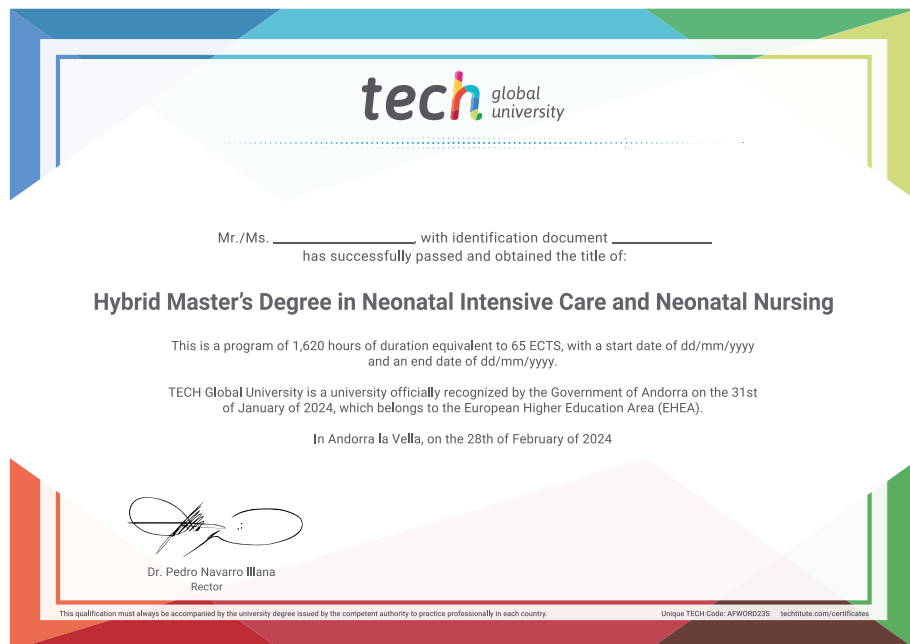 tech global
university
Mr./Ms. ____________, with identification document ____________
has successfully passed and obtained the title of:
Hybrid Master's Degree in Neonatal Intensive Care and Neonatal Nursing
This is a program of 1,620 hours of duration equivalent to 65 ECTS, with a start date of dd/mm/yyyy
and an end date of dd/mm/yyyy.
TECH Global University is a university officially recognized by the Government of Andorra on the 31st
of January of 2024, which belongs to the European Higher Education Area (EHEA).
In Andorra la Vella, on the 28th of February of 2024
Dr. Pedro Navarro Illana
Rector
This qualification must always be accompanied by the university degree issued by the competent authority to practice professionally in each country.
Unique TECH Code: AFWORD23S techtitute.com/certificates